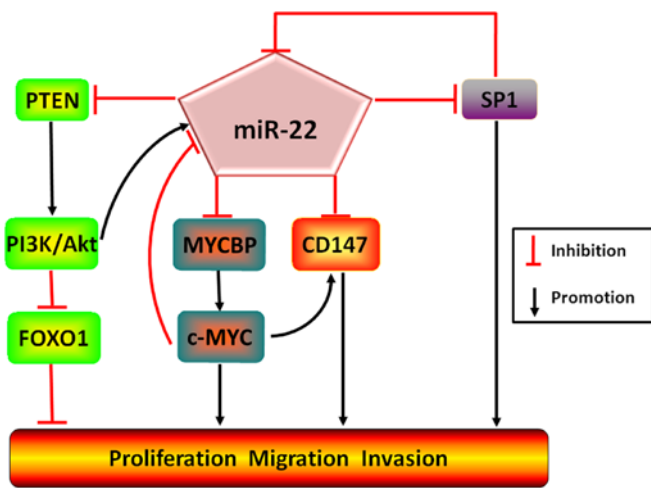 PTEN
miR-22
SP1
PI3K/Akt
MYCBP
CD147
Inhibition
Promotion
FOXO1
c-MYC
Proliferation Migration Invasion